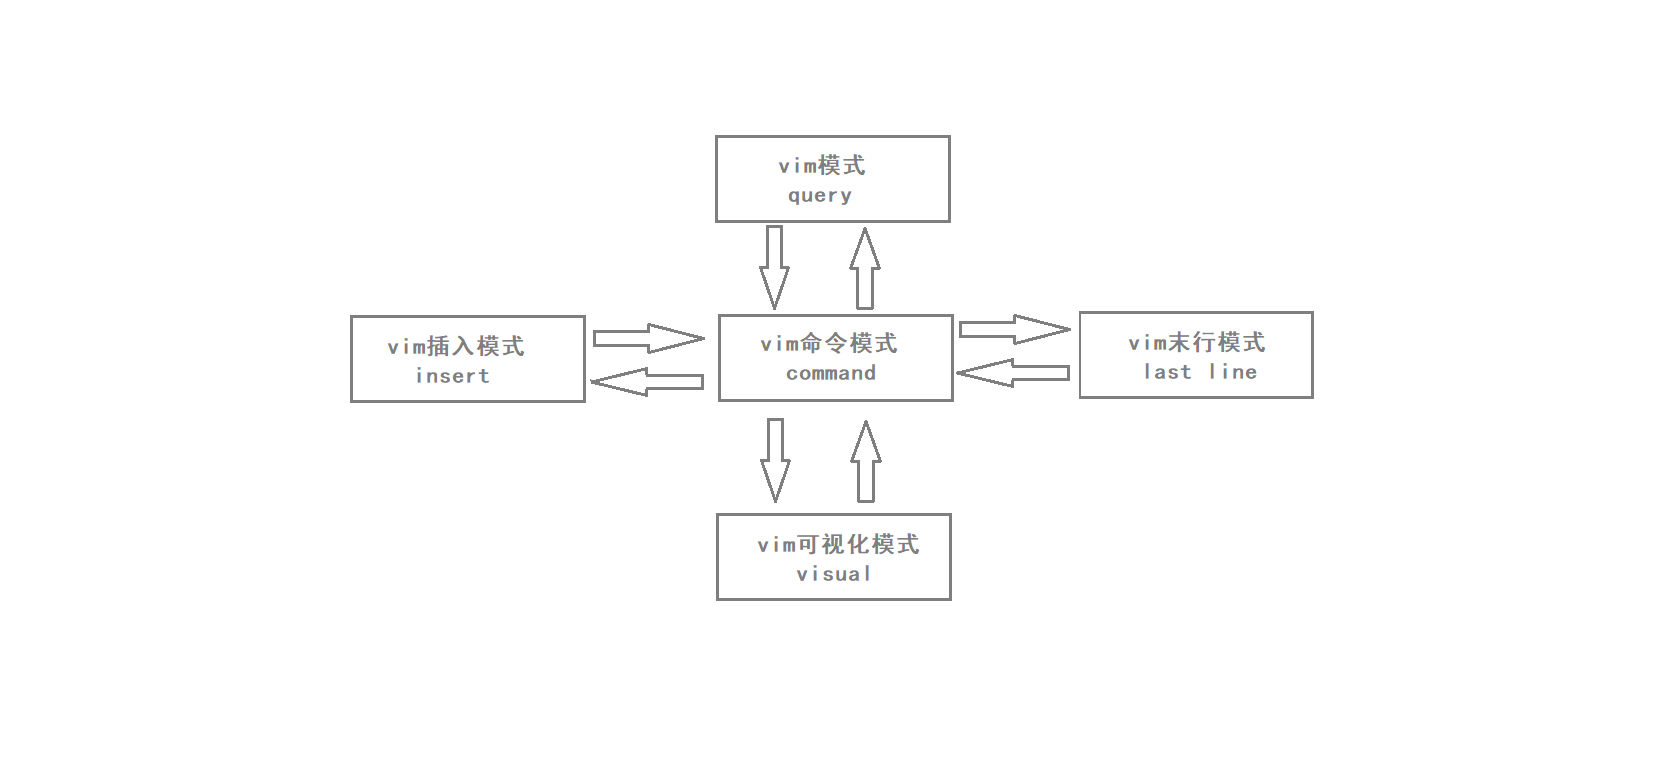 vim模式
query
vim插入模式
insert
vim命令模式
command
vim末行模式
last line
vim可视化模式
visual